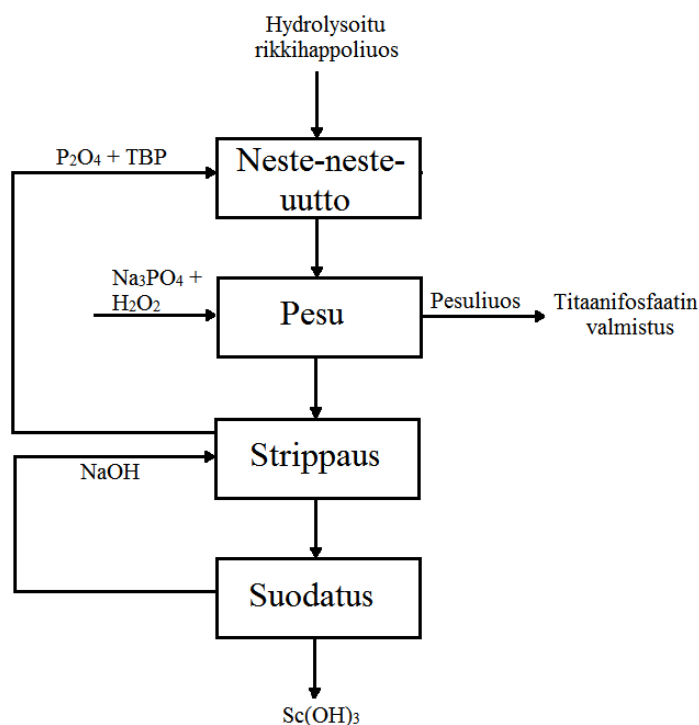 Hydrolysoitu
rikkihappoliuos
P₂O₄ + TBP
Neste-neste-
uutto
Na₃PO₄ +
H₂O₂
Pesu
Pesuliuos
Titaanifosfaatin
valmistus
Strippaus
NaOH
Suodatus
Sc(OH)₃